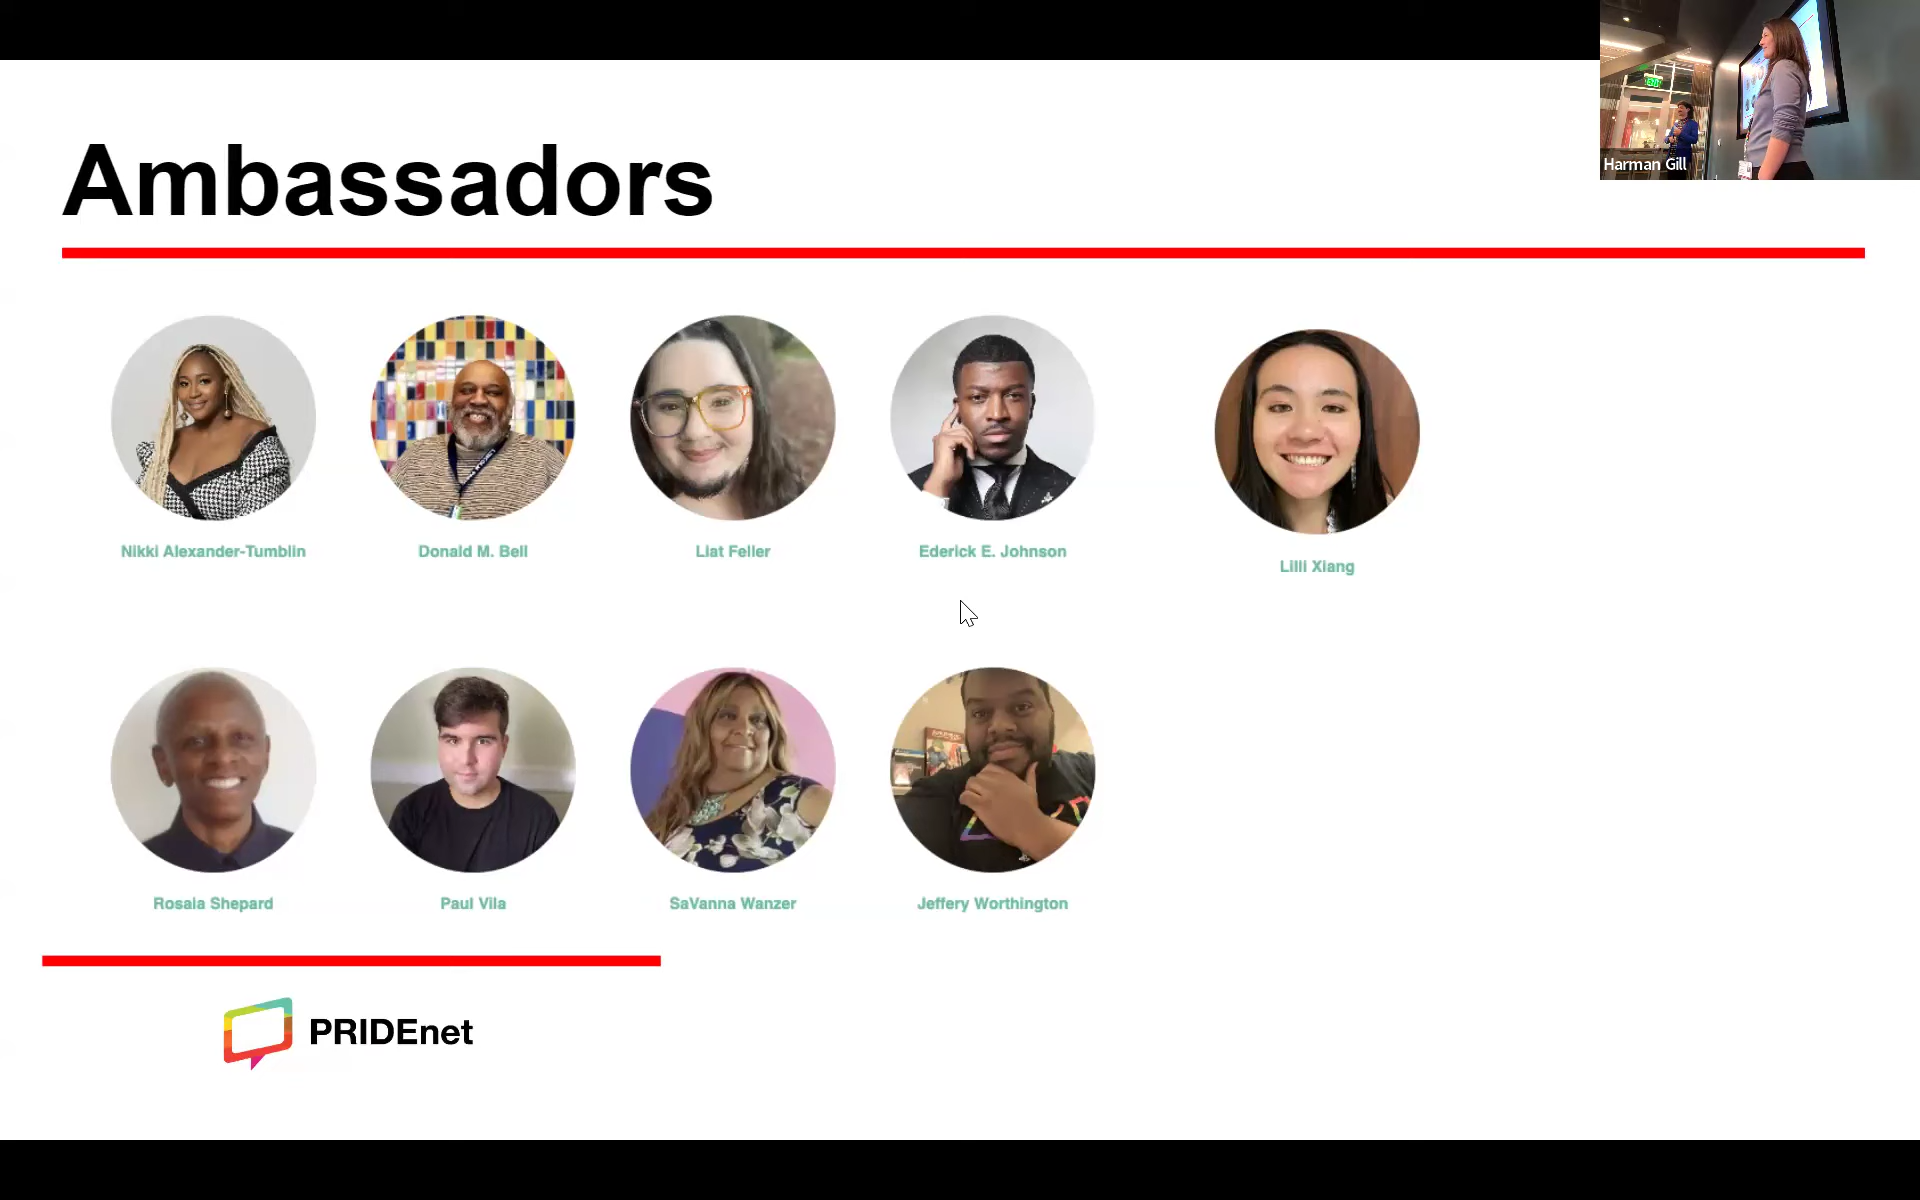 Harman Gill
Ambassadors
Nikki Alexander-Tumblin
Donald M. Bell
Liat Feller
Ederick E. Johnson
Lilli Xiang
Rosaia Shepard
Paul Vila
SaVanna Wanzer
Jeffery Worthington
PRIDEnet